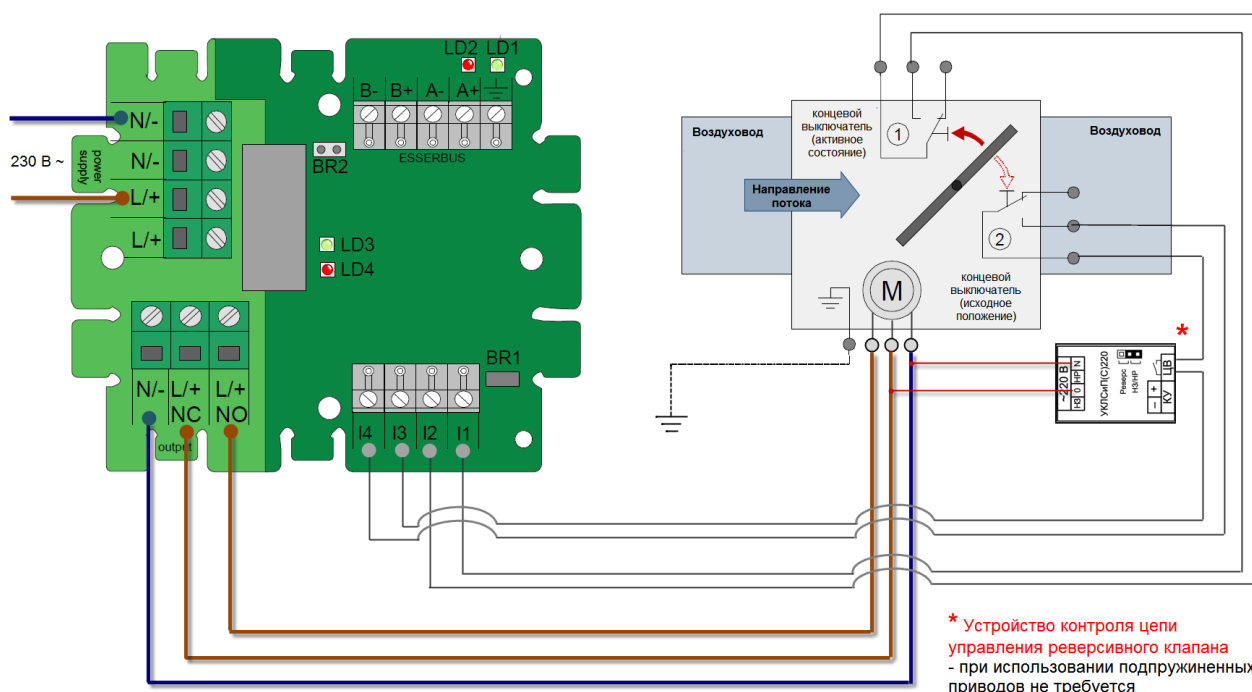 LD2 LD1
B- B+ A- A+
ESSERBUS
BR2
N/-
230 В ~
power supply
N/-
L/+
L/+
LD3
LD4
BR1
N/- L/+ L/+
NC NO
output
I4 I3 I2 I1
Воздуховод
концевой
выключатель
(активное
состояние)
1
Воздуховод
Направление
потока
2
M
концевой
выключатель
(исходное
положение)
*
~220 В
НЗ 0 НР N
УКЛСиП(С)220
Реверс
НЗ/НР
ЦВ
– +
КУ
* Устройство контроля цепи
управления реверсивного клапана
- при использовании подпружиненных
приводов не требуется